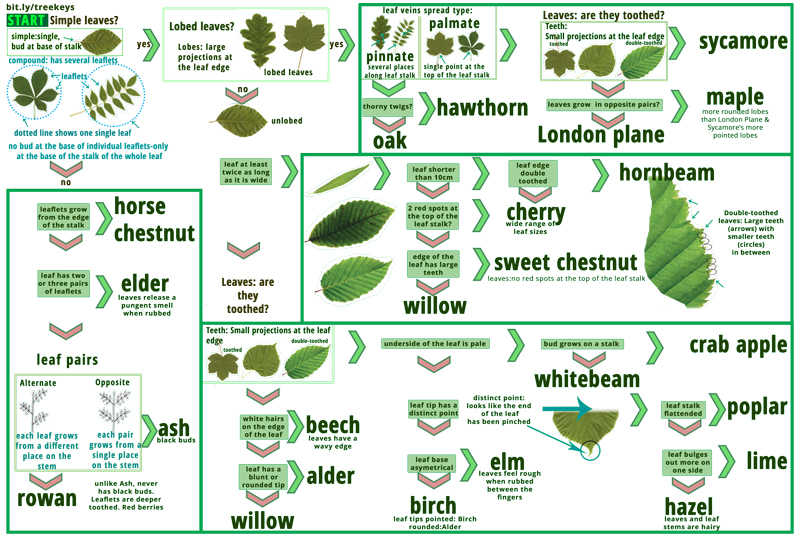 bit.ly/treekeys
START Simple leaves?
simple:single,
bud at base of stalk
compound: has several leaflets
leaflets
dotted line shows one single leaf
no bud at the base of individual leaflets-only
at the base of the stalk of the whole leaf
no
yes
Lobed leaves?
Lobes: large
projections at
the leaf edge
lobed leaves
yes
no
unlobed
leaf veins spread type:
palmate
pinnate
several places
along leaf stalk
single point at the
top of the leaf stalk
Leaves: are they toothed?
Teeth:
Small projections at the leaf edge
toothed
double-toothed
sycamore
thorny twigs?
hawthorn
oak
leaves grow in opposite pairs?
maple
more rounded lobes
than London Plane &
Sycamore's more
pointed lobes
London plane
leaf at least
twice as long
as it is wide
leaf shorter
than 10cm
leaf edge
double
toothed
hornbeam
2 red spots at
the top of the
leaf stalk?
cherry
wide range of
leaf sizes
Double-toothed
leaves: Large teeth
(arrows) with
smaller teeth
(circles)
in between
edge of the
leaf has large
teeth
sweet chestnut
leaves:no red spots at the top of the leaf stalk
willow
leaflets grow
from the edge
of the stalk
horse
chestnut
leaf has two
or three pairs
of leaflets
elder
leaves release a
pungent smell
when rubbed
leaf pairs
Alternate
Opposite
each leaf grows
from a different
place on the
stem
each pair
grows from a
single place
on the stem
ash
black buds
rowan
unlike Ash, never
has black buds.
Leaflets are deeper
toothed. Red berries
Leaves: are
they
toothed?
Teeth: Small projections at the leaf
edge
toothed
double-toothed
underside of the leaf is pale
bud grows on a stalk
crab apple
whitebeam
white hairs
on the edge
of the leaf
beech
leaves have a
wavy edge
leaf has a
blunt or
rounded tip
alder
willow
leaf tip has a
distinct point
distinct point:
looks like the end
of the leaf
has been pinched
leaf base
asymetrical
elm
leaves feel rough
when rubbed
between the
fingers
birch
leaf tips pointed: Birch
rounded:Alder
leaf stalk
flattended
poplar
leaf bulges
out more on
one side
lime
hazel
leaves and leaf
stems are hairy